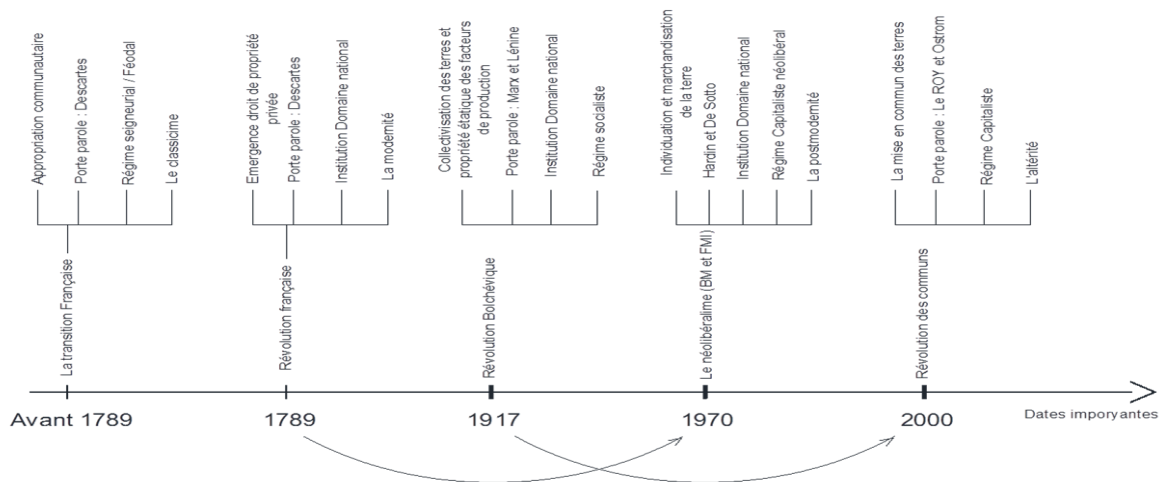 Appropriation communautaire
Porte parole : Descartes
Régime seigneurial / Féodal
Le classicime
La transition Française
Emergence droit de propriété
privée
Porte parole : Descartes
Institution Domaine national
La modernité
Révolution française
Collectivisation des terres et
propriété étatique des facteurs
de production
Porte parole : Marx et Lénine
Institution Domaine national
Régime socialiste
Révolution Bolchévique
Individuation et marchandisation
de la terre
Hardin et De Sotto
Institution Domaine national
Régime Capitaliste néolibéral
La postmodernité
Le néolibéralime (BM et FMI)
La mise en commun des terres
Porte parole : Le ROY et Ostrom
Régime Capitaliste
L'altérité
Révolution des communs
Avant 1789
1789
1917
1970
2000
Dates imporyantes